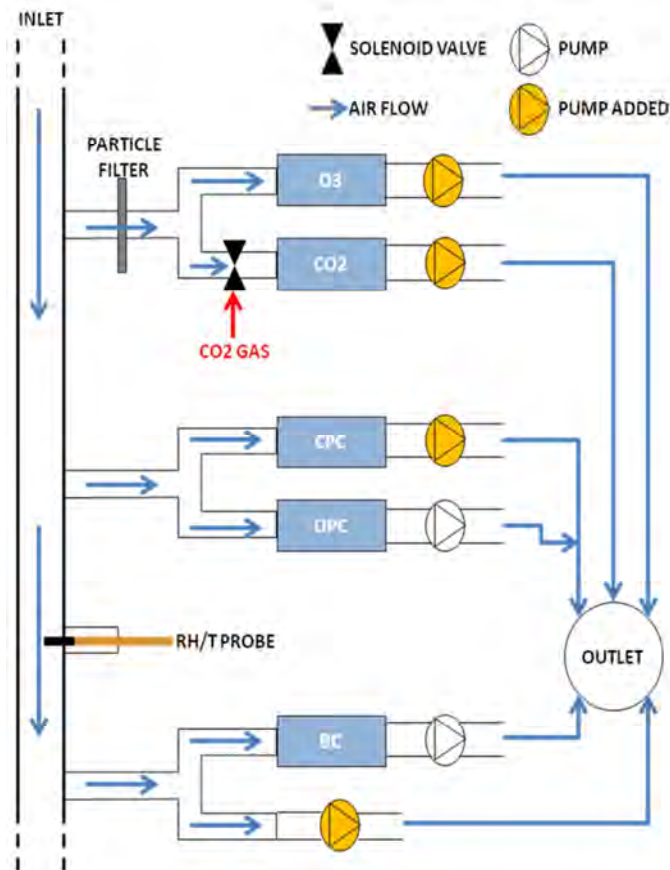 INLET
SOLENOID VALVE
PUMP
AIR FLOW
PUMP ADDED
PARTICLE
FILTER
O3
CO2
CO2 GAS
CPC
OPC
RH/T PROBE
OUTLET
BC